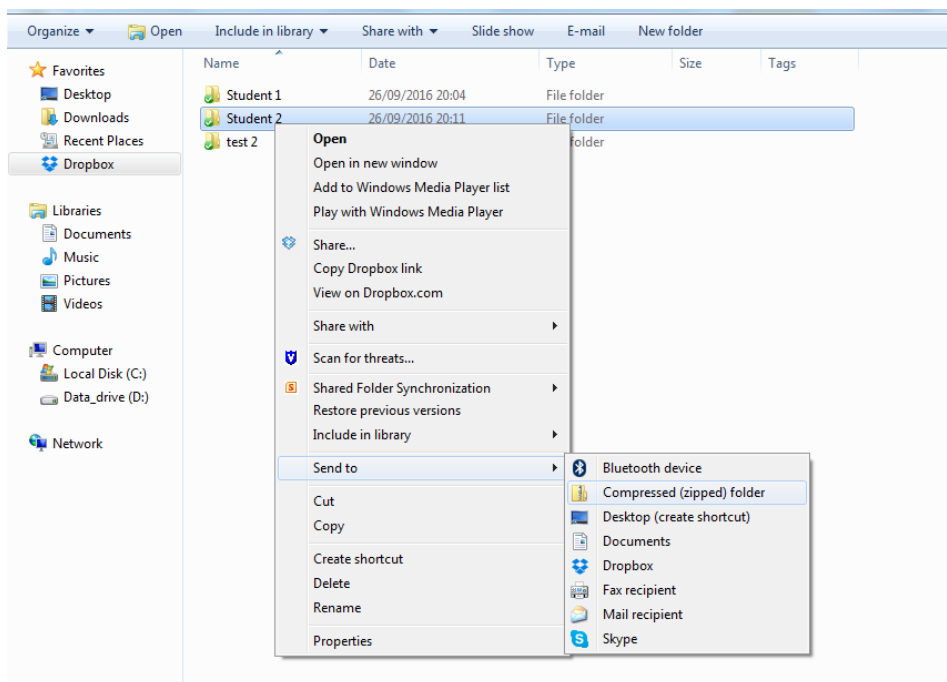 Organize Open Include in library Share with Slide show E-mail New folder
Favorites
Desktop
Downloads
Recent Places
Dropbox
Libraries
Documents
Music
Pictures
Videos
Computer
Local Disk (C:)
Data_drive (D:)
Network
Name Date Type Size Tags
Student 1 26/09/2016 20:04 File folder
Student 2 26/09/2016 20:11 File folder
test 2 folder
Open
Open in new window
Add to Windows Media Player list
Play with Windows Media Player
Share...
Copy Dropbox link
View on Dropbox.com
Share with
Scan for threats...
Shared Folder Synchronization
Restore previous versions
Include in library
Send to
Cut
Copy
Create shortcut
Delete
Rename
Properties
Bluetooth device
Compressed (zipped) folder
Desktop (create shortcut)
Documents
Dropbox
Fax recipient
Mail recipient
Skype